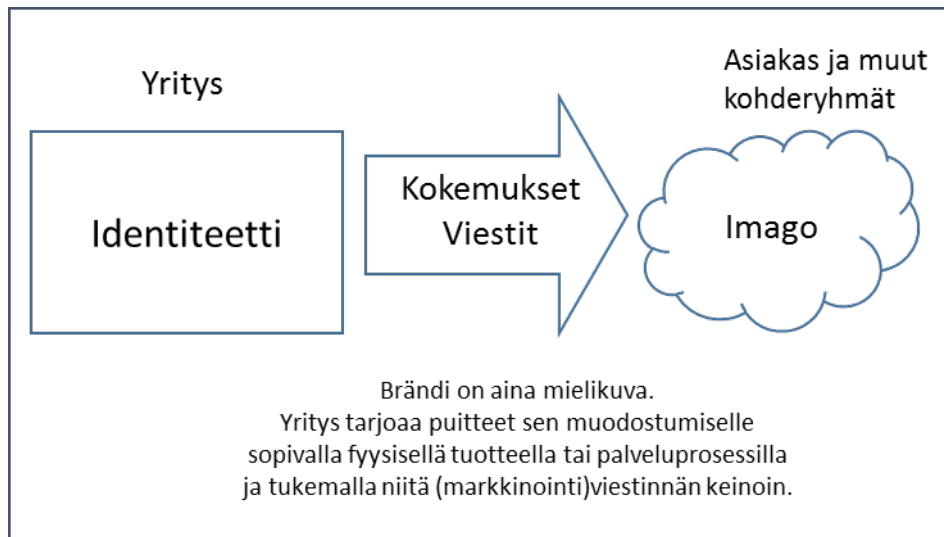 Yritys
Identiteetti
Kokemukset
Viestit
Asiakas ja muut
kohderyhmät
Imago
Brändi on aina mielikuva.
Yritys tarjoaa puitteet sen muodostumiselle
sopivalla fyysisellä tuotteella tai palveluprosessilla
ja tukemalla niitä (markkinointi)viestinnän keinoin.